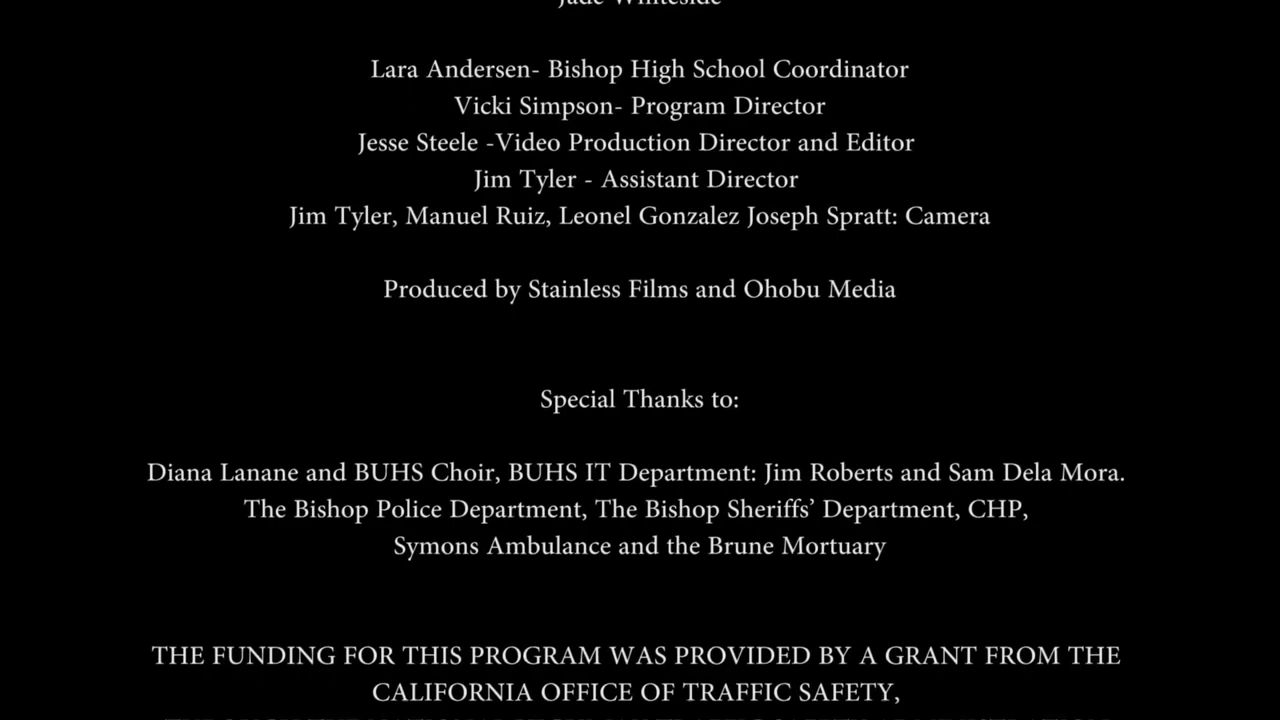 Jade Whiteside
Lara Andersen- Bishop High School Coordinator
Vicki Simpson- Program Director
Jesse Steele -Video Production Director and Editor
Jim Tyler - Assistant Director
Jim Tyler, Manuel Ruiz, Leonel Gonzalez Joseph Spratt: Camera
Produced by Stainless Films and Ohobu Media
Special Thanks to:
Diana Lanane and BUHS Choir, BUHS IT Department: Jim Roberts and Sam Dela Mora.
The Bishop Police Department, The Bishop Sheriffs’ Department, CHP,
Symons Ambulance and the Brune Mortuary
THE FUNDING FOR THIS PROGRAM WAS PROVIDED BY A GRANT FROM THE
CALIFORNIA OFFICE OF TRAFFIC SAFETY,